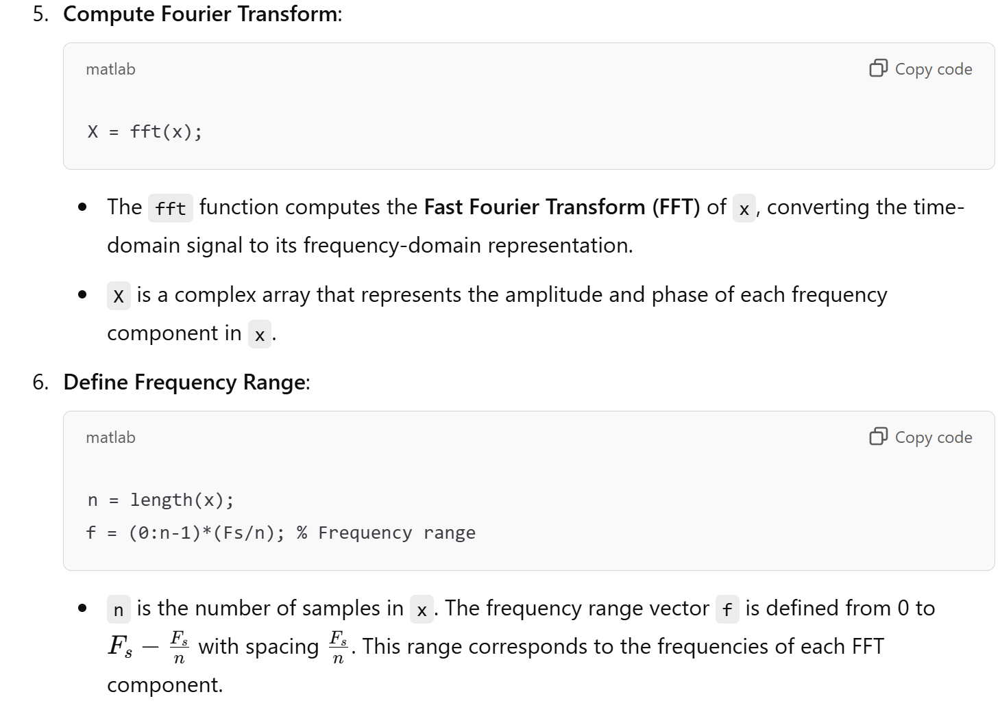 5. Compute Fourier Transform:
matlab
Copy code
X = fft(x);
• The fft function computes the Fast Fourier Transform (FFT) of x, converting the time-
domain signal to its frequency-domain representation.
• X is a complex array that represents the amplitude and phase of each frequency
component in x.
6. Define Frequency Range:
matlab
Copy code
n = length(x);
f = (0:n-1)*(Fs/n); % Frequency range
• n is the number of samples in x. The frequency range vector f is defined from 0 to
$F_s - \frac{F_s}{n}$ with spacing $\frac{F_s}{n}$. This range corresponds to the frequencies of each FFT
component.